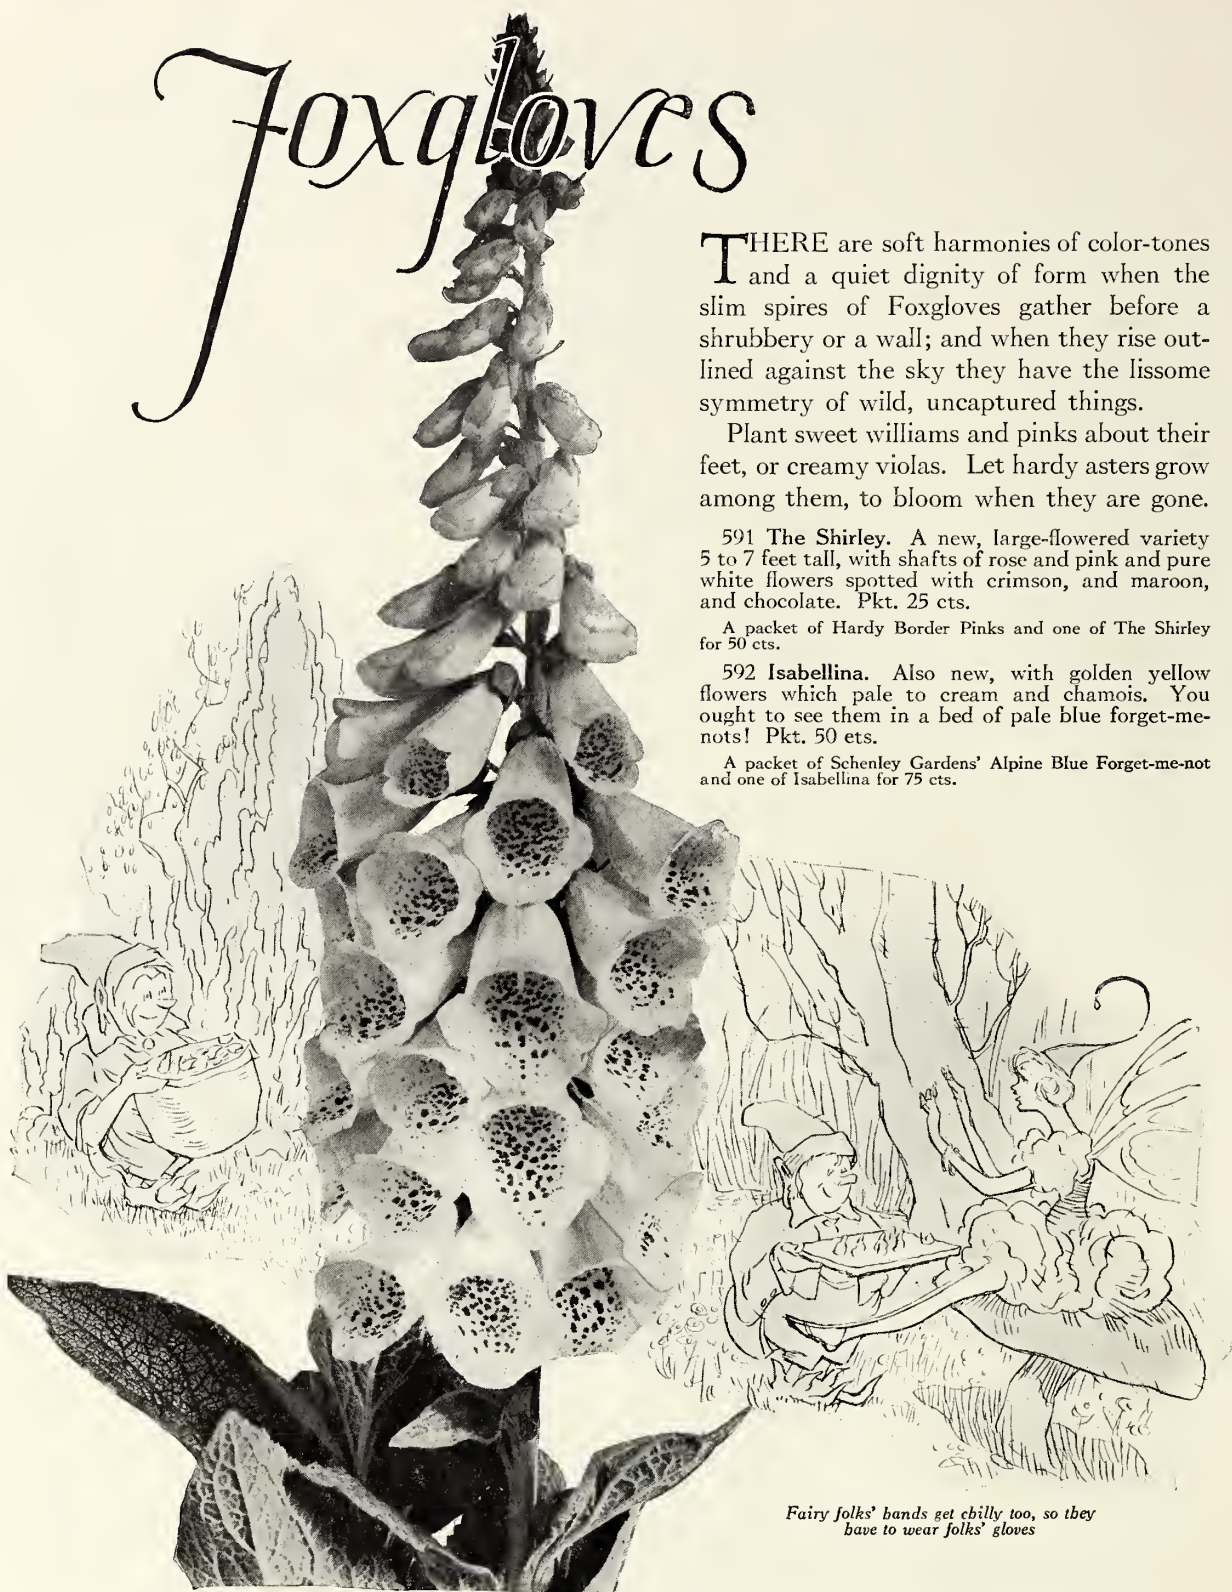 Foxgloves
THERE are soft harmonies of color-tones
and a quiet dignity of form when the
slim spires of Foxgloves gather before a
shrubbery or a wall; and when they rise out-
lined against the sky they have the lissome
symmetry of wild, uncaptured things.
Plant sweet williams and pinks about their
feet, or creamy violas. Let hardy asters grow
among them, to bloom when they are gone.
591 The Shirley. A new, large-flowered variety
5 to 7 feet tall, with shafts of rose and pink and pure
white flowers spotted with crimson, and maroon,
and chocolate. Pkt. 25 cts.
A packet of Hardy Border Pinks and one of The Shirley
for 50 cts.
592 Isabellina. Also new, with golden yellow
flowers which pale to cream and chamois. You
ought to see them in a bed of pale blue forget-me-
nots! Pkt. 50 cts.
A packet of Schenley Gardens' Alpine Blue Forget-me-not
and one of Isabellina for 75 cts.
Fairy folks' hands get chilly too, so they
have to wear folks' gloves